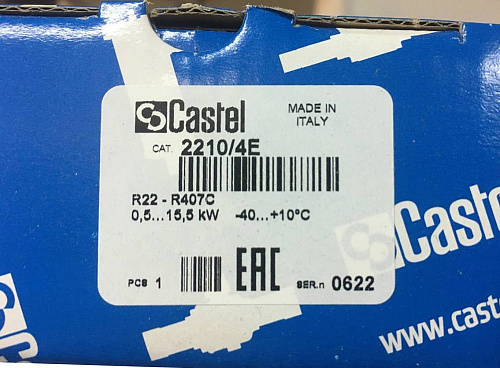 Castel
MADE IN
ITALY
CAT. 2210/4E
R22 - R407C
0,5...15,5 kW -40...+10°C
PCS 1
EAC
SER.n 0622
Castel
www.caste